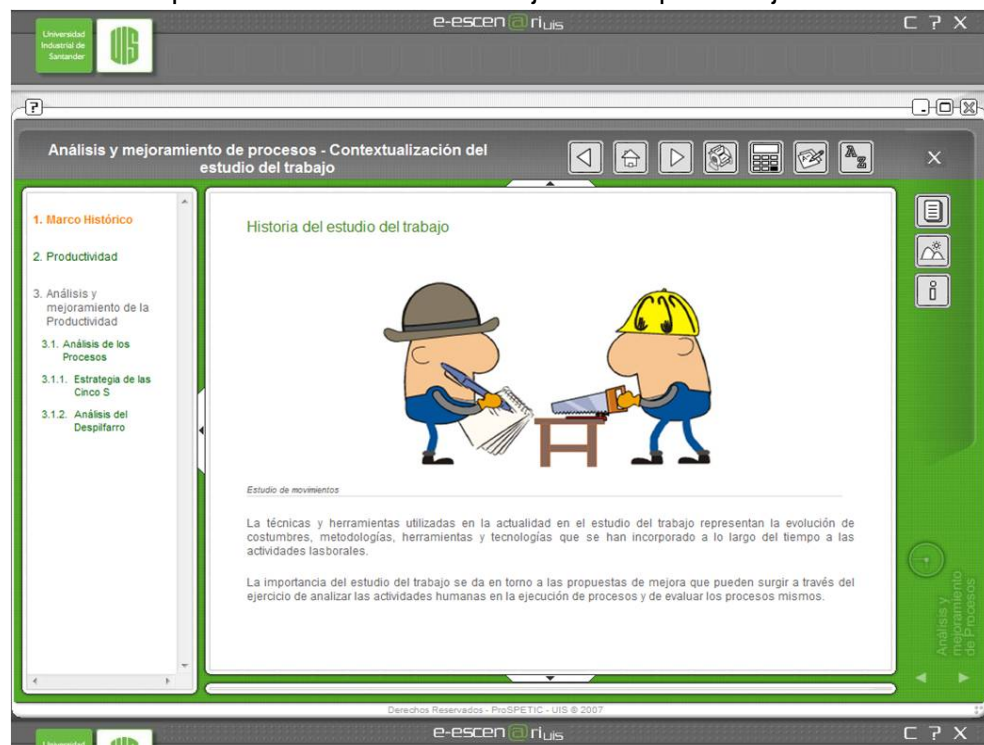 e-escen@riuis
C ? X
Universidad
Industrial de
Santander
UIS
?
Análisis y mejoramiento de procesos - Contextualización del
estudio del trabajo
A
Z
X
1. Marco Histórico
2. Productividad
3. Análisis y
mejoramiento de la
Productividad
3.1. Análisis de los
Procesos
3.1.1. Estrategia de las
Cinco S
3.1.2. Análisis del
Despilfarro
Historia del estudio del trabajo
Estudio de movimientos
La técnicas y herramientas utilizadas en la actualidad en el estudio del trabajo representan la evolución de
costumbres, metodologías, herramientas y tecnologías que se han incorporado a lo largo del tiempo a las
actividades lasborales.
La importancia del estudio del trabajo se da en torno a las propuestas de mejora que pueden surgir a través del
ejercicio de analizar las actividades humanas en la ejecución de procesos y de evaluar los procesos mismos.
i
Análisis y
mejoramiento
de Procesos
Derechos Reservados - ProSPETIC - UIS ® 2007
e-escen@riuis
C ? X
Universidad